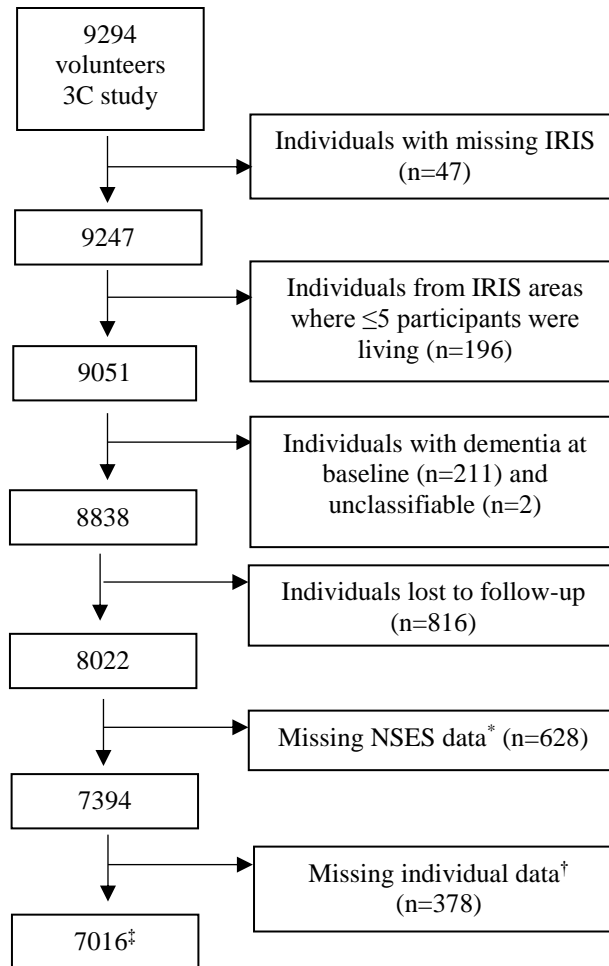 9294
volunteers
3C study
Individuals with missing IRIS
(n=47)
9247
Individuals from IRIS areas
where ≤5 participants were
living (n=196)
9051
Individuals with dementia at
baseline (n=211) and
unclassifiable (n=2)
8838
Individuals lost to follow-up
(n=816)
8022
Missing NSES data* (n=628)
7394
Missing individual data†
(n=378)
7016‡